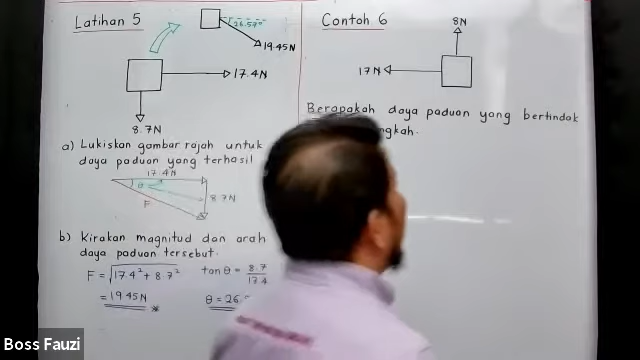 Latihan 5
26.57°
19.45N
17.4N
8.7N
a) Lukiskan gambar rajah untuk
daya paduan yang terhasil
17.4N
θ
8.7N
F
b) Kirakan magnitud dan arah
daya paduan tersebut.
F = √17.4² + 8.7²
= 19.45N
tan θ = 8.7
17.4
θ = 26.
Contoh 6
8N
17N
Berapakah daya paduan yang bertindak
Boss Fauzi